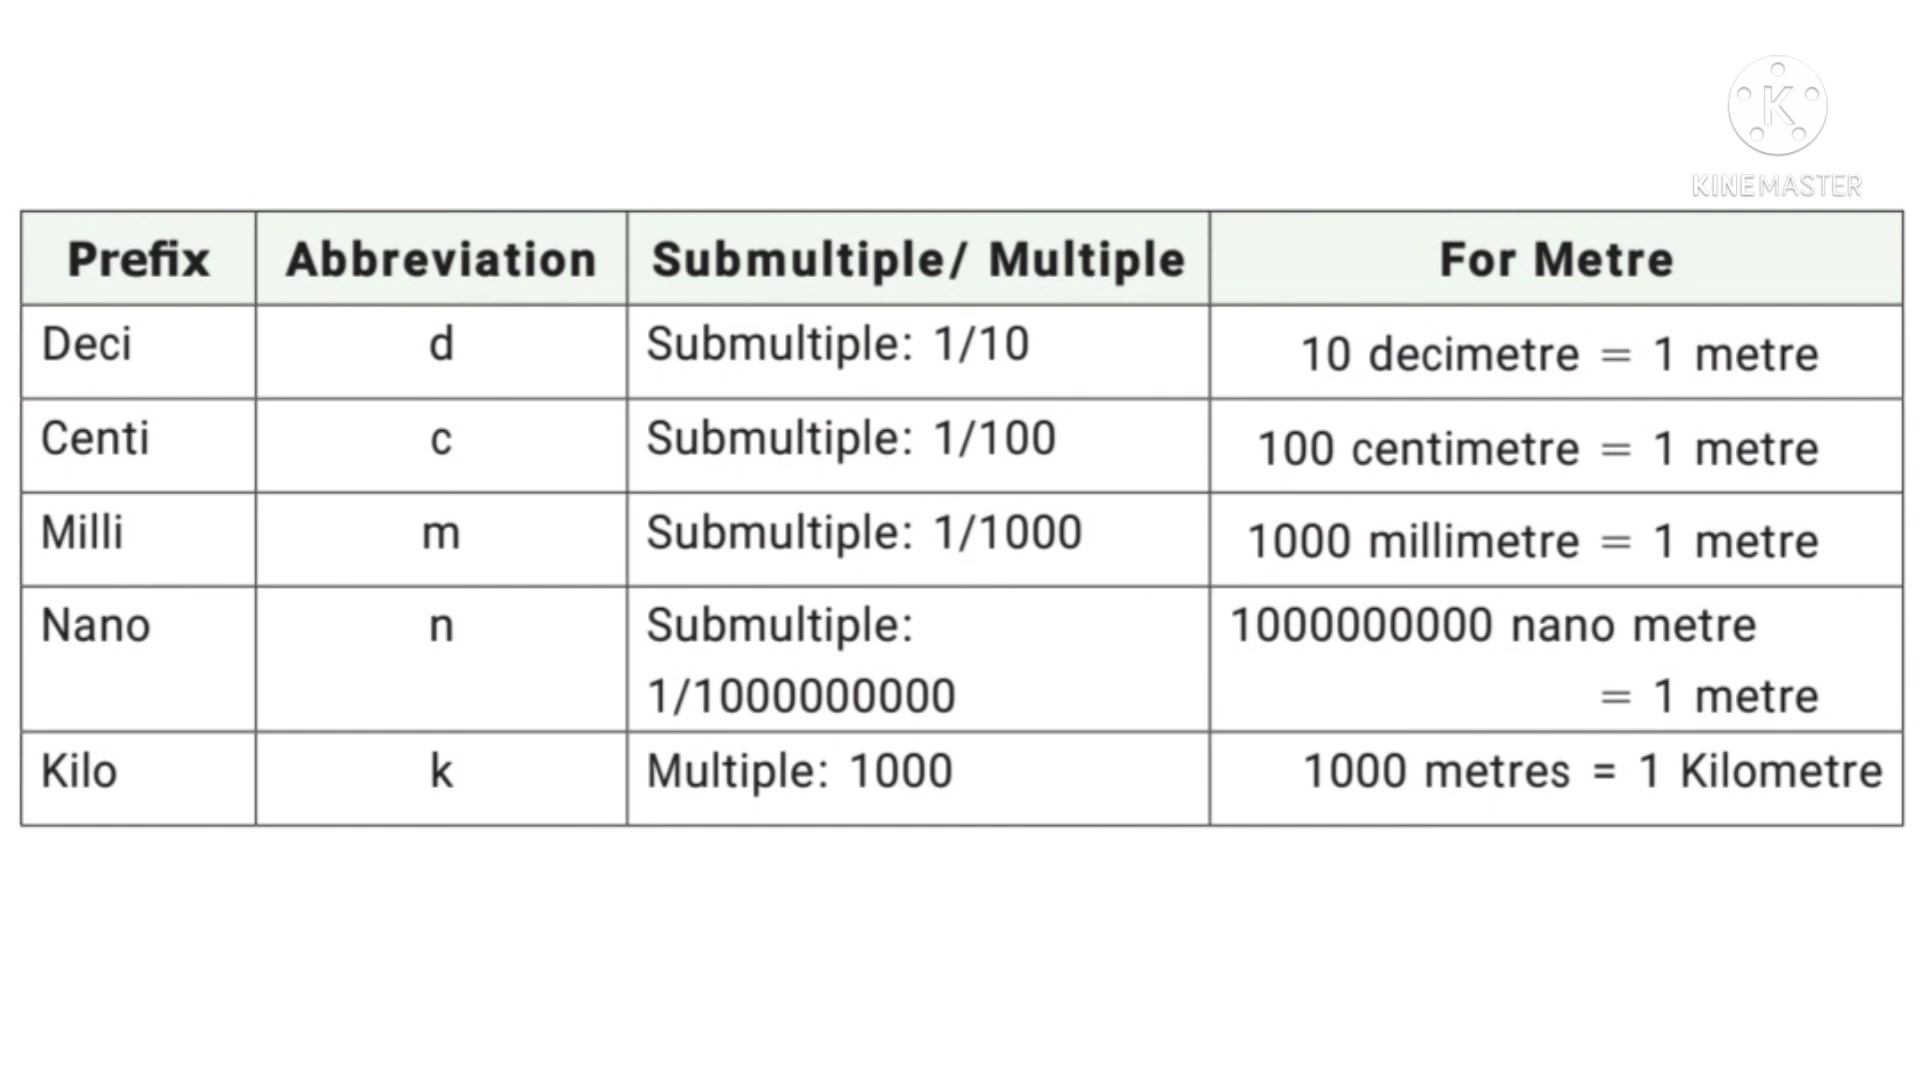 KINEMASTER
Prefix Abbreviation Submultiple/ Multiple For Metre
Deci d Submultiple: 1/10 10 decimetre = 1 metre
Centi c Submultiple: 1/100 100 centimetre = 1 metre
Milli m Submultiple: 1/1000 1000 millimetre = 1 metre
Nano n Submultiple: 1000000000 nano metre
1/1000000000 = 1 metre
Kilo k Multiple: 1000 1000 metres = 1 Kilometre